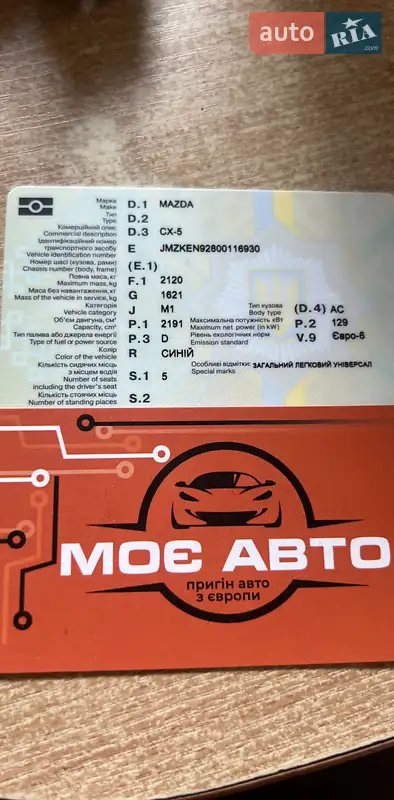 auto RIA
.com
Марка D.1 MAZDA
Make
Тип D.2
Type
Комерційний опис D.3 CX-5
Commercial description
Ідентифікаційний номер
транспортного засобу E JMZKEN92800116930
Vehicle identification number
Номер шасі (кузова, рами) (E.1)
Chassis number (body, frame)
Повна маса, кг F.1 2120
Maximum mass, kg
Маса без навантаження, кг G 1621
Mass of the vehicle in service, kg
Категорія J M1 Тип кузова (D.4) AC
Vehicle category Body type
Об'єм двигуна, см³ P.1 2191 Максимальна потужність кВт P.2 129
Capacity, cm³ Maximum net power (in kW)
Тип палива або джерела енергії P.3 D Рівень екологічних норм V.9 Євро-6
Type of fuel or power source Emission standard
Колір R СИНІЙ
Color of the vehicle
Кількість сидячих місць Особливі відмітки: ЗАГАЛЬНИЙ ЛЕГКОВИЙ УНІВЕРСАЛ
з місцем водія S.1 5 Special marks
Number of seats
including the driver's seat
Кількість стоячих місць S.2
Number of standing places
МОЄ АВТО
пригін авто
з європи